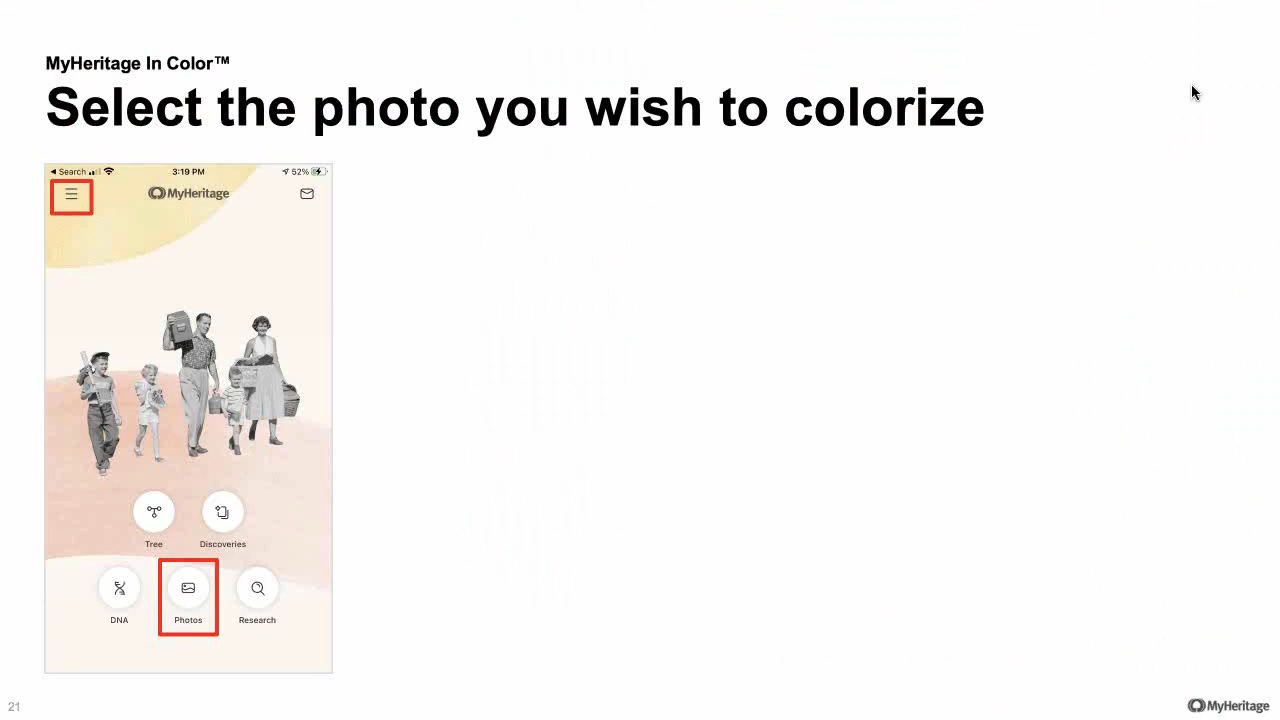 MyHeritage In Color™
Select the photo you wish to colorize
Search 3:19 PM 52%
MyHeritage
Tree Discoveries
DNA Photos Research
21 MyHeritage